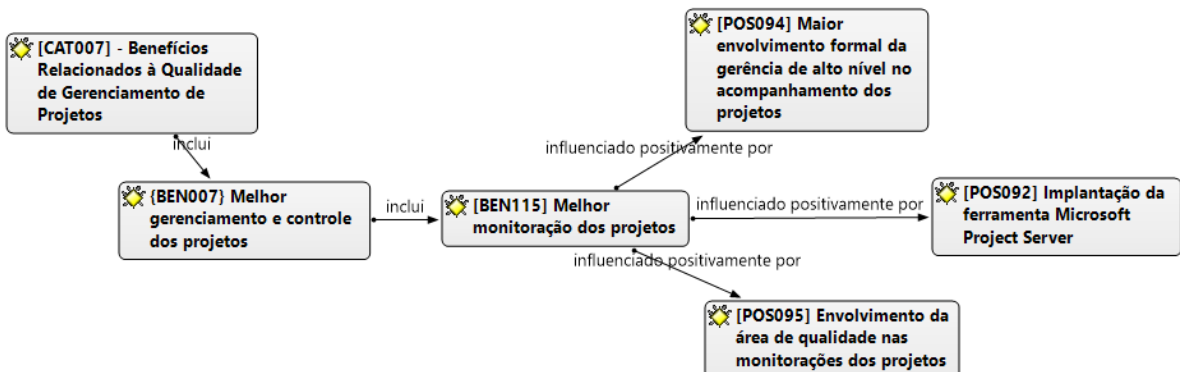 [CAT007] - Benefícios
Relacionados à Qualidade
de Gerenciamento de
Projetos
inclui
{BEN007} Melhor
gerenciamento e controle
dos projetos
inclui
[BEN115] Melhor
monitoração dos projetos
influenciado positivamente por
[POS094] Maior
envolvimento formal da
gerência de alto nível no
acompanhamento dos
projetos
influenciado positivamente por
[POS092] Implantação da
ferramenta Microsoft
Project Server
influenciado positivamente por
[POS095] Envolvimento da
área de qualidade nas
monitorações dos projetos